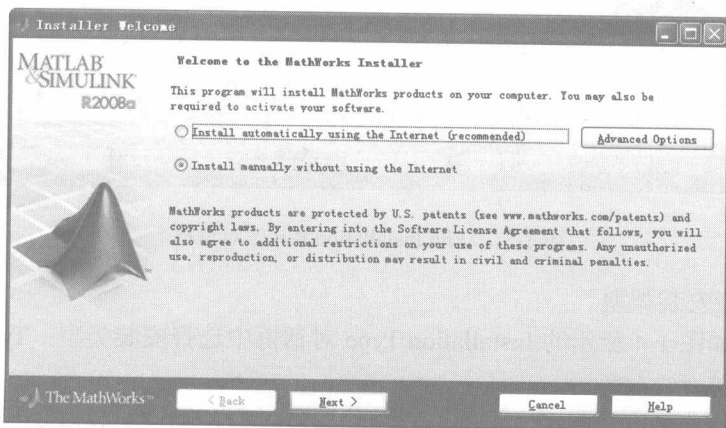 Installer Welcome
MATLAB
&SIMULINK
R2008a
Welcome to the MathWorks Installer
This program will install MathWorks products on your computer. You may also be
required to activate your software.
Install automatically using the Internet (recommended)
Advanced Options
Install manually without using the Internet
MathWorks products are protected by U.S. patents (see www.mathworks.com/patents) and
copyright laws. By entering into the Software License Agreement that follows, you will
also agree to additional restrictions on your use of these programs. Any unauthorized
use, reproduction, or distribution may result in civil and criminal penalties.
The MathWorks™
< Back
Next >
Cancel
Help